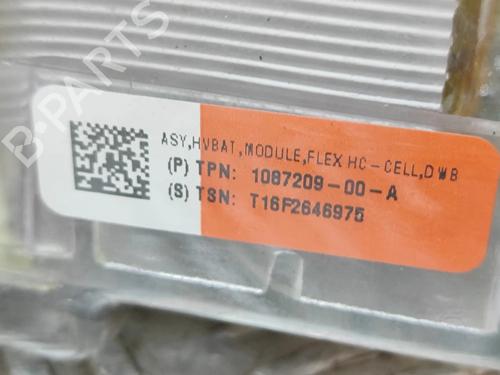 ASY,HVBAT,MODULE,FLEX HC-CELL,DWB
(P) TPN: 1087209-00-A
(S) TSN: T16F2646975
B-PARTS